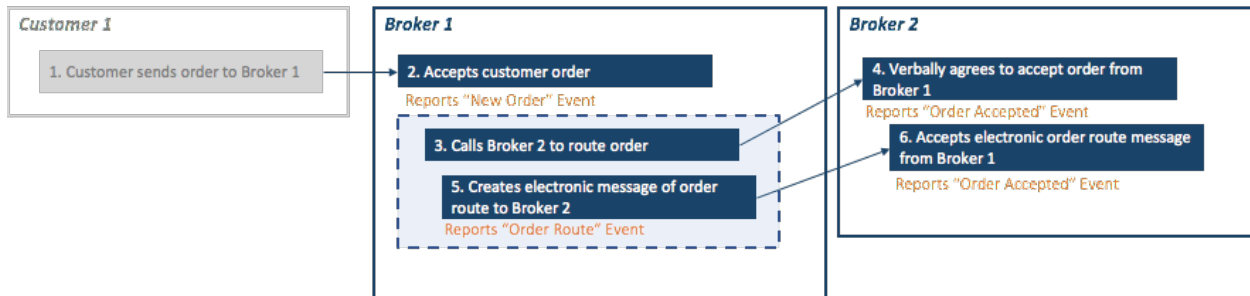 Customer 1
1. Customer sends order to Broker 1
Broker 1
2. Accepts customer order
Reports "New Order" Event
3. Calls Broker 2 to route order
5. Creates electronic message of order
route to Broker 2
Reports "Order Route" Event
Broker 2
4. Verbally agrees to accept order from
Broker 1
Reports "Order Accepted" Event
6. Accepts electronic order route message
from Broker 1
Reports "Order Accepted" Event